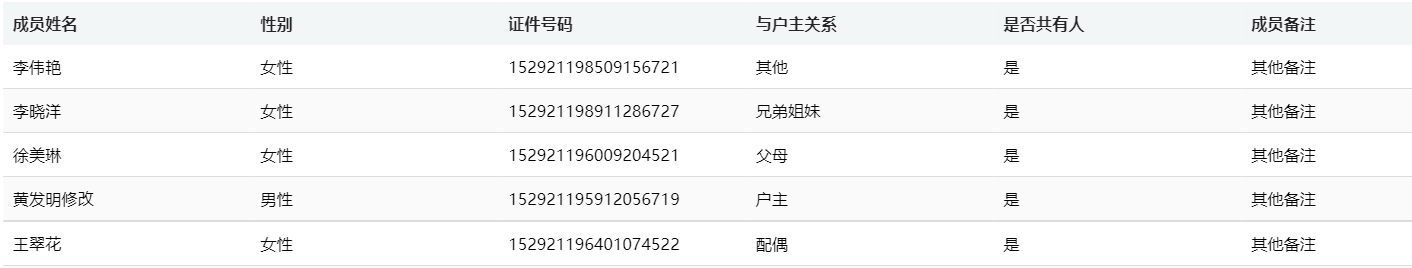 成员姓名 性别 证件号码 与户主关系 是否共有人 成员备注
李伟艳 女性 152921198509156721 其他 是 其他备注
李晓洋 女性 152921198911286727 兄弟姐妹 是 其他备注
徐美琳 女性 152921196009204521 父母 是 其他备注
黄发明修改 男性 152921195912056719 户主 是 其他备注
王翠花 女性 152921196401074522 配偶 是 其他备注